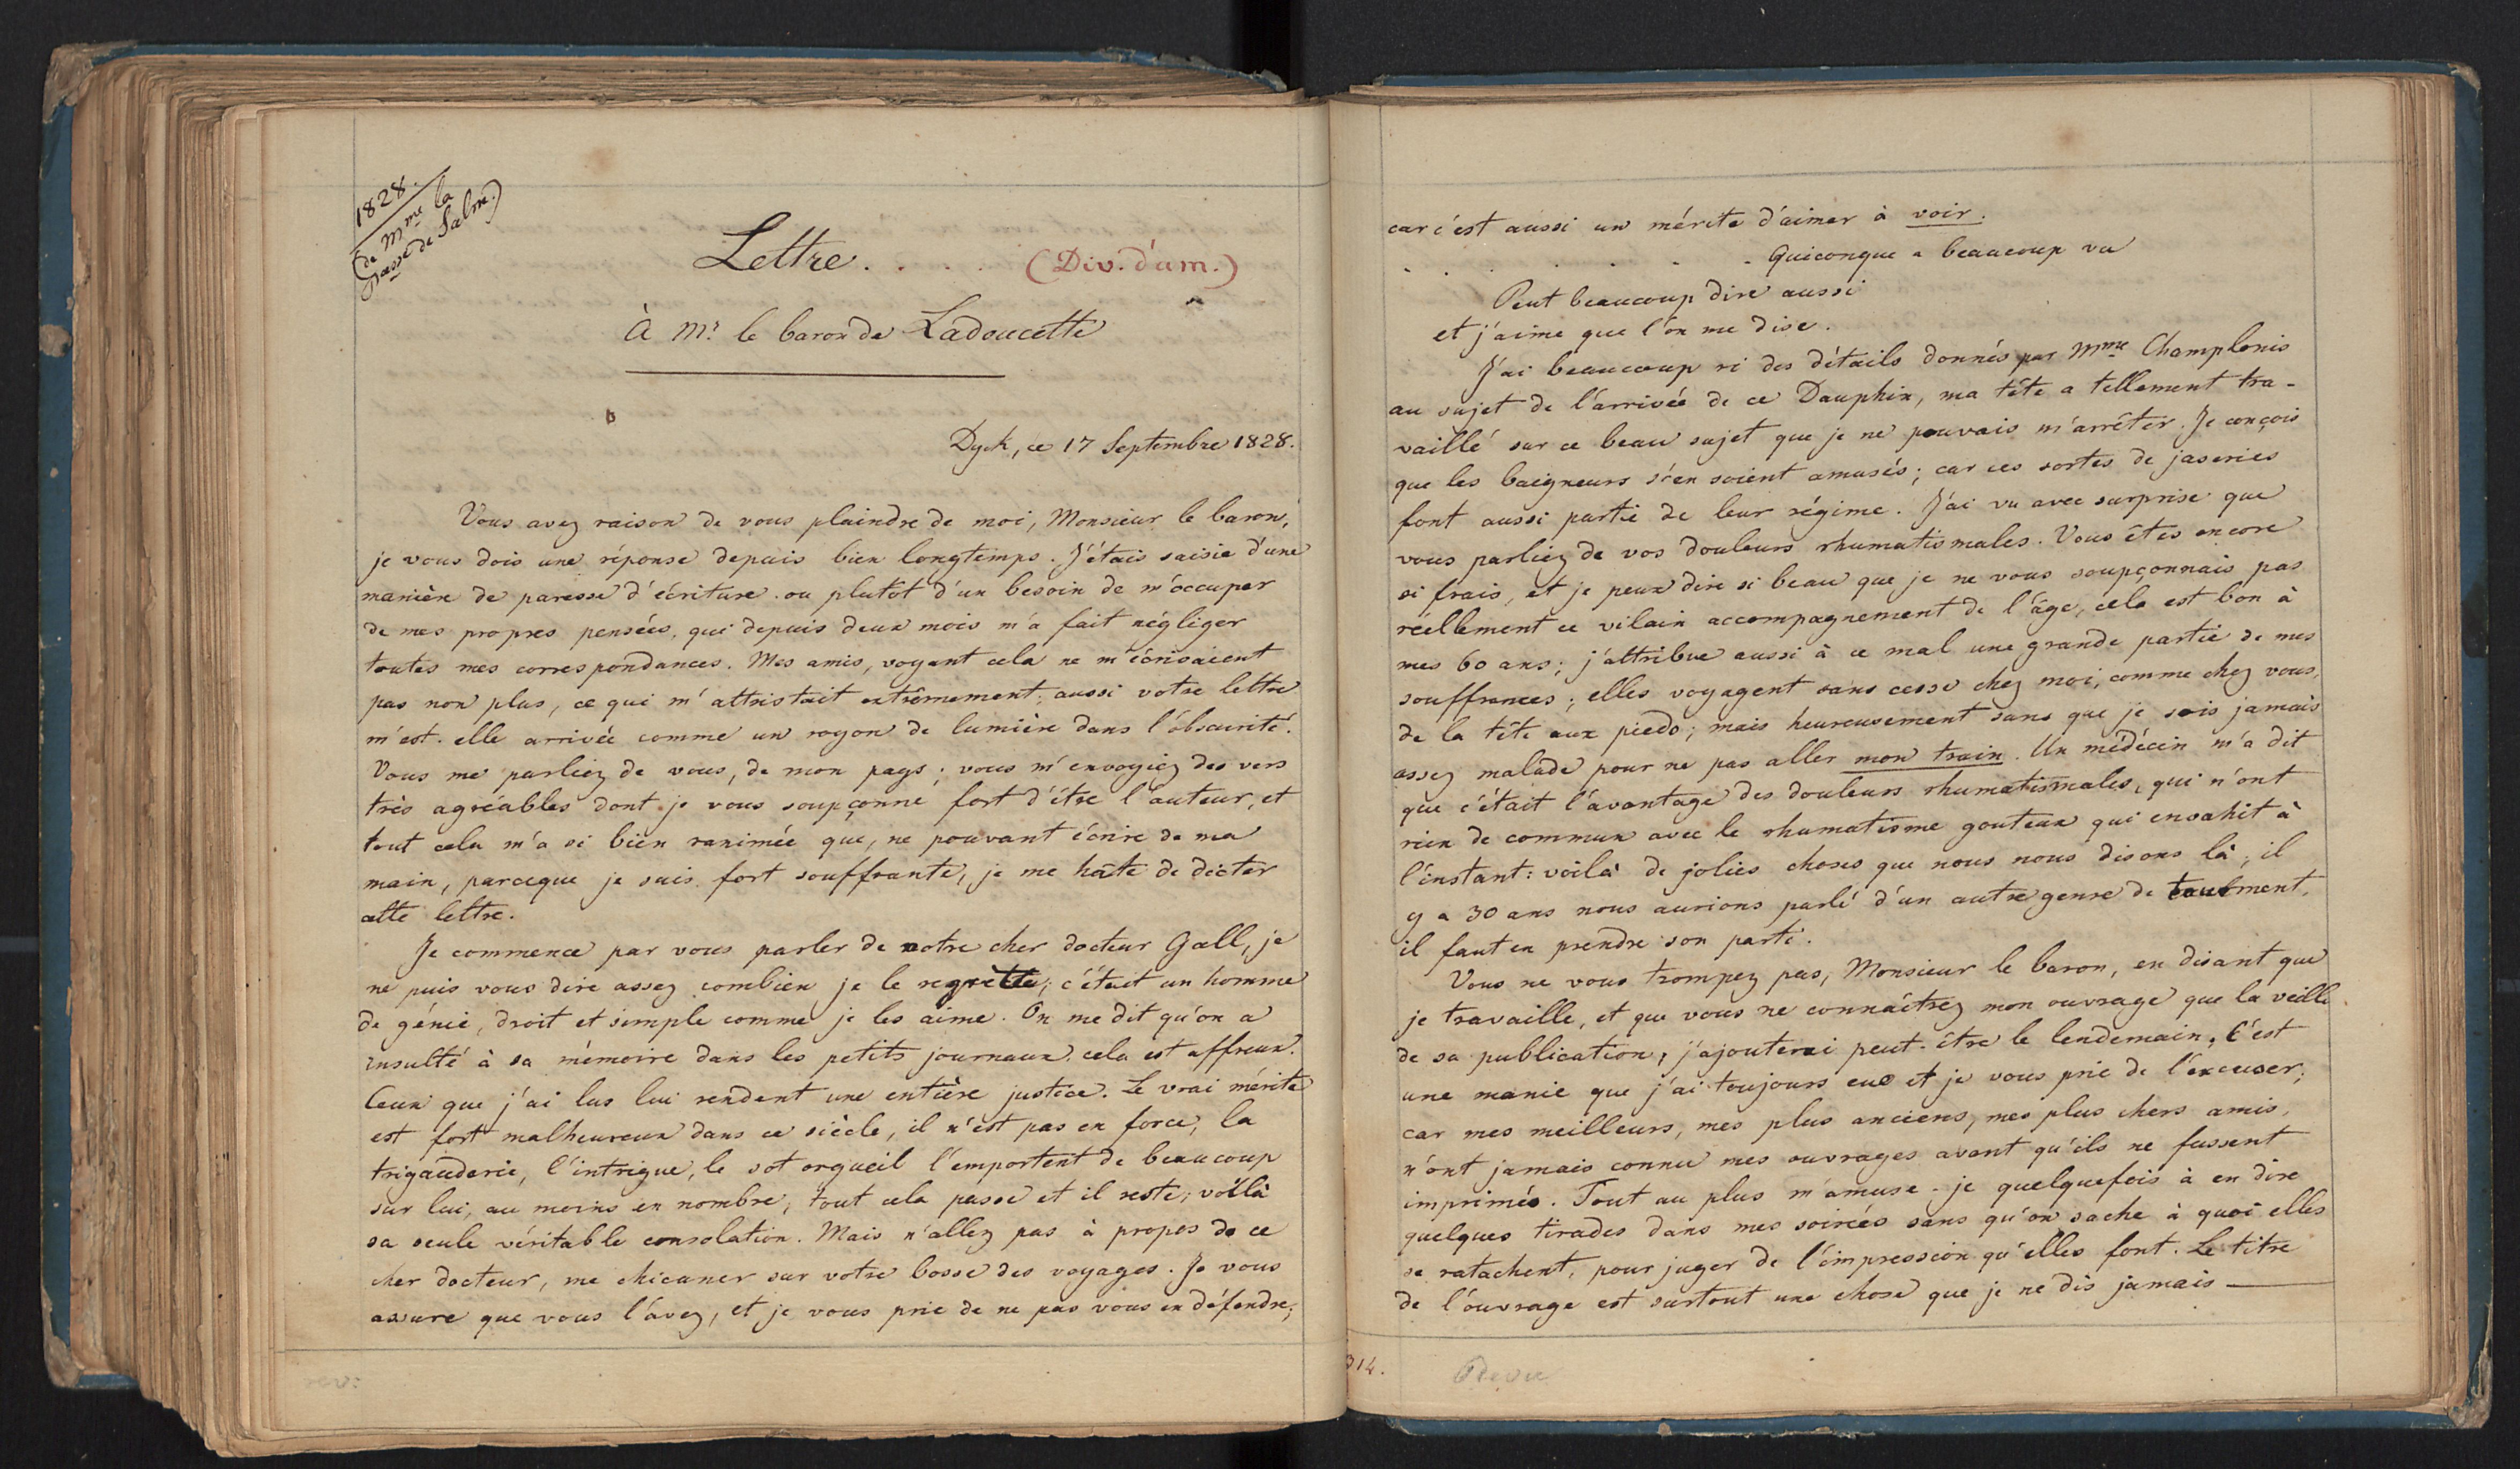 1828.
(de Mme la
Pcesse de Salm.)
Lettre. . . . . (Div. d'am.)
À Mr. le baron de Ladoucette
Dyck, ce 17 Septembre 1828.
Vous avez raison de vous plaindre de moi, Monsieur le baron,
je vous dois une réponse depuis bien longtemps. J'étais saisie d'une
manière de paresse d'écriture ou plutôt d'un besoin de m'occuper
de mes propres pensées, qui depuis deux mois m'a fait négliger
toutes mes correspondances. Mes amis, voyant cela ne m'écrisaient
pas non plus, ce qui m'attristait extrêmement; aussi votre lettre
m'est-elle arrivée comme un rayon de lumière dans l'obscurité.
Vous me parliez de vous, de mon pays; vous m'envoyiez des vers
très agréables dont je vous soupçonne fort d'être l'auteur, et
tout cela m'a si bien ranimée que, ne pouvant écrire de ma
main, parceque je suis fort souffrante, je me hâte de dicter
cette lettre.
Je commence par vous parler de notre cher docteur Gall, je
ne puis vous dire assez combien je le regrette; c'était un homme
de génie, droit et simple comme je les aime. On me dit qu'on a
insulté à sa mémoire dans les petits journaux, cela est affreux.
Ceux que j'ai lus lui rendent une entière justice. Le vrai mérite
est fort malheureux dans ce siècle, il n'est pas en force, la
trigauderie, l'intrigue, le sot orgueil l'emportent de beaucoup
sur lui, au moins en nombre, tout cela passe et il reste; voilà
sa seule véritable consolation. Mais n'allez pas à propos de ce
cher docteur, me chicaner sur votre bosse des voyages. Je vous
assure que vous l'avez, et je vous prie de ne pas vous en défendre;
rev:
car c'est aussi un mérite d'aimer à voir.
. . . . . . Quiconque a beaucoup vu
Peut beaucoup dire aussi
et j'aime que l'on me dise.
J'ai beaucoup ri des détails donnés par Mme Champlonis
au sujet de l'arrivée de ce Dauphin, ma tête a tellement tra-
vaillé sur ce beau sujet que je ne pouvais m'arrêter. Je conçois
que les baigneurs s'en soient amusés; car ces sortes de jaseries
font aussi partie de leur régime. J'ai vu avec surprise que
vous parliez de vos douleurs rhumatismales. Vous êtes encore
si frais, et je peux dire si beau que je ne vous soupçonnais pas
réellement ce vilain accompagnement de l'âge, cela est bon à
mes 60 ans; j'attribue aussi à ce mal une grande partie de mes
souffrances; elles voyagent sans cesse chez moi, comme chez vous,
de la tête aux pieds; mais heureusement sans que je sois jamais
assez malade pour ne pas aller mon train. Un médécin m'a dit
que c'était l'avantage des douleurs rhumatismales, qui n'ont
rien de commun avec le rhumatisme gouteux qui envahit à
l'instant: voilà de jolies choses que nous nous disons là; il
y a 30 ans nous aurions parlé d'un autre genre de tourment,
il faut en prendre son parti.
Vous ne vous trompez pas, Monsieur le baron, en disant que
je travaille, et que vous ne connaîtrez mon ouvrage que la veille
de sa publication, j'ajouterai peut-être le lendemain. C'est
une manie que j'ai toujours eue et je vous prie de l'excuser;
car mes meilleurs, mes plus anciens, mes plus chers amis,
n'ont jamais connu mes ouvrages avant qu'ils ne fussent
imprimés. Tout au plus m'amuse-je quelquefois à en dire
quelques tirades dans mes soirées sans qu'on sache à quoi elles
se ratachent, pour juger de l'impression qu'elles font. Le titre
de l'ouvrage est surtout une chose que je ne dis jamais —
314.
Revu